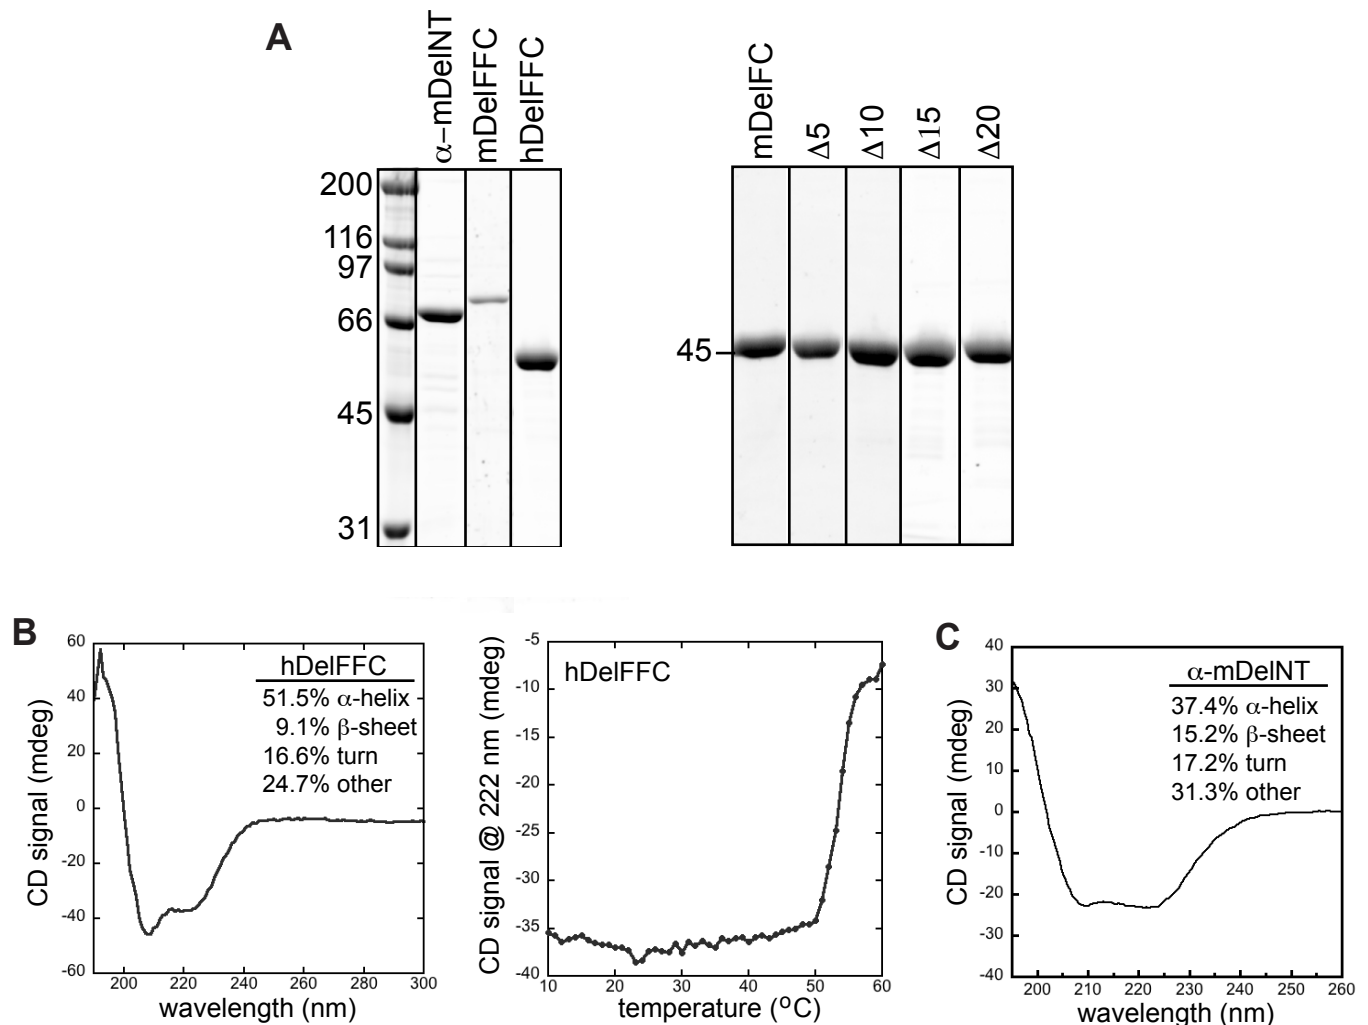 A
α–mDelNT
mDelFFC
hDelFFC
200
116
97
66
45
31
mDelFC
Δ5
Δ10
Δ15
Δ20
45
B
CD signal (mdeg)
60
40
20
0
-20
-40
-60
200 220 240 260 280 300
wavelength (nm)
hDelFFC
51.5% α-helix
9.1% β-sheet
16.6% turn
24.7% other
CD signal @ 222 nm (mdeg)
-5
-10
-15
-20
-25
-30
-35
-40
10 20 30 40 50 60
temperature (°C)
hDelFFC
C
CD signal (mdeg)
40
30
20
10
0
-10
-20
-30
-40
200 210 220 230 240 250 260
wavelength (nm)
α-mDelNT
37.4% α-helix
15.2% β-sheet
17.2% turn
31.3% other